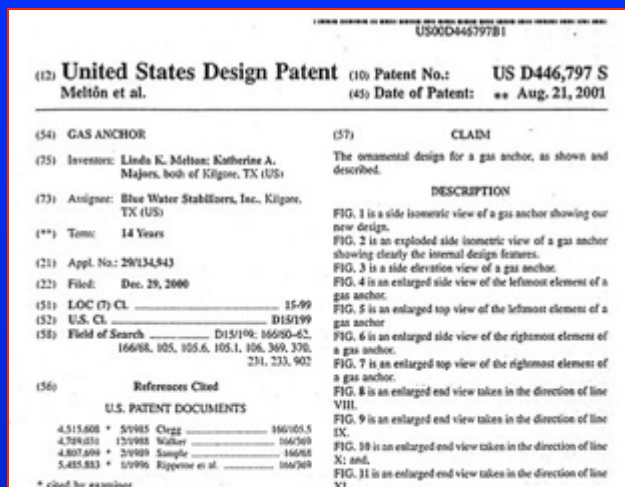 US00D446797B1
(12) United States Design Patent
Melton et al.
(10) Patent No.: US D446,797 S
(45) Date of Patent: ** Aug. 21, 2001
(54) GAS ANCHOR
(75) Inventors: Linda K. Melton; Katherine A.
Majors, both of Kilgore, TX (US)
(73) Assignee: Blue Water Stabilizers, Inc., Kilgore,
TX (US)
(**) Term: 14 Years
(21) Appl. No.: 29/134,943
(22) Filed: Dec. 29, 2000
(51) LOC (7) Cl. 15-99
(52) U.S. Cl. D15/199
(58) Field of Search D15/199; 166/60-62,
166/68, 105, 105.6, 105.1, 106, 369, 370,
231, 233, 902
(56) References Cited
U.S. PATENT DOCUMENTS
4,515,608 * 5/1985 Clegg 166/105.5
4,789,031 12/1988 Walker 166/369
4,807,699 * 2/1989 Sample 166/68
5,485,883 * 1/1996 Ripperoe et al. 166/369
* cited by examiner
(57) CLAIM
The ornamental design for a gas anchor, as shown and
described.
DESCRIPTION
FIG. 1 is a side isometric view of a gas anchor showing our
new design.
FIG. 2 is an exploded side isometric view of a gas anchor
showing clearly the internal design features.
FIG. 3 is a side elevation view of a gas anchor.
FIG. 4 is an enlarged side view of the leftmost element of a
gas anchor.
FIG. 5 is an enlarged top view of the leftmost element of a
gas anchor
FIG. 6 is an enlarged side view of the rightmost element of
a gas anchor.
FIG. 7 is an enlarged top view of the rightmost element of
a gas anchor.
FIG. 8 is an enlarged end view taken in the direction of line
VIII.
FIG. 9 is an enlarged end view taken in the direction of line
IX.
FIG. 10 is an enlarged end view taken in the direction of line
X; and,
FIG. 11 is an enlarged end view taken in the direction of line
XI.